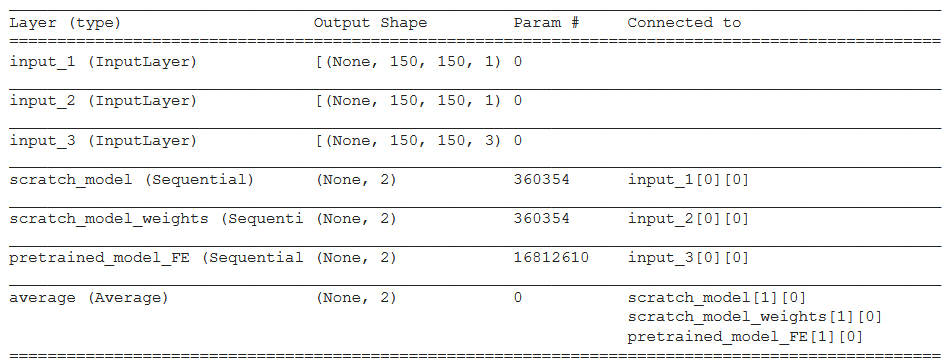 Layer (type) Output Shape Param # Connected to
input_1 (InputLayer) [(None, 150, 150, 1) 0
input_2 (InputLayer) [(None, 150, 150, 1) 0
input_3 (InputLayer) [(None, 150, 150, 3) 0
scratch_model (Sequential) (None, 2) 360354 input_1[0][0]
scratch_model_weights (Sequenti (None, 2) 360354 input_2[0][0]
pretrained_model_FE (Sequential (None, 2) 16812610 input_3[0][0]
average (Average) (None, 2) 0 scratch_model[1][0]
scratch_model_weights[1][0]
pretrained_model_FE[1][0]